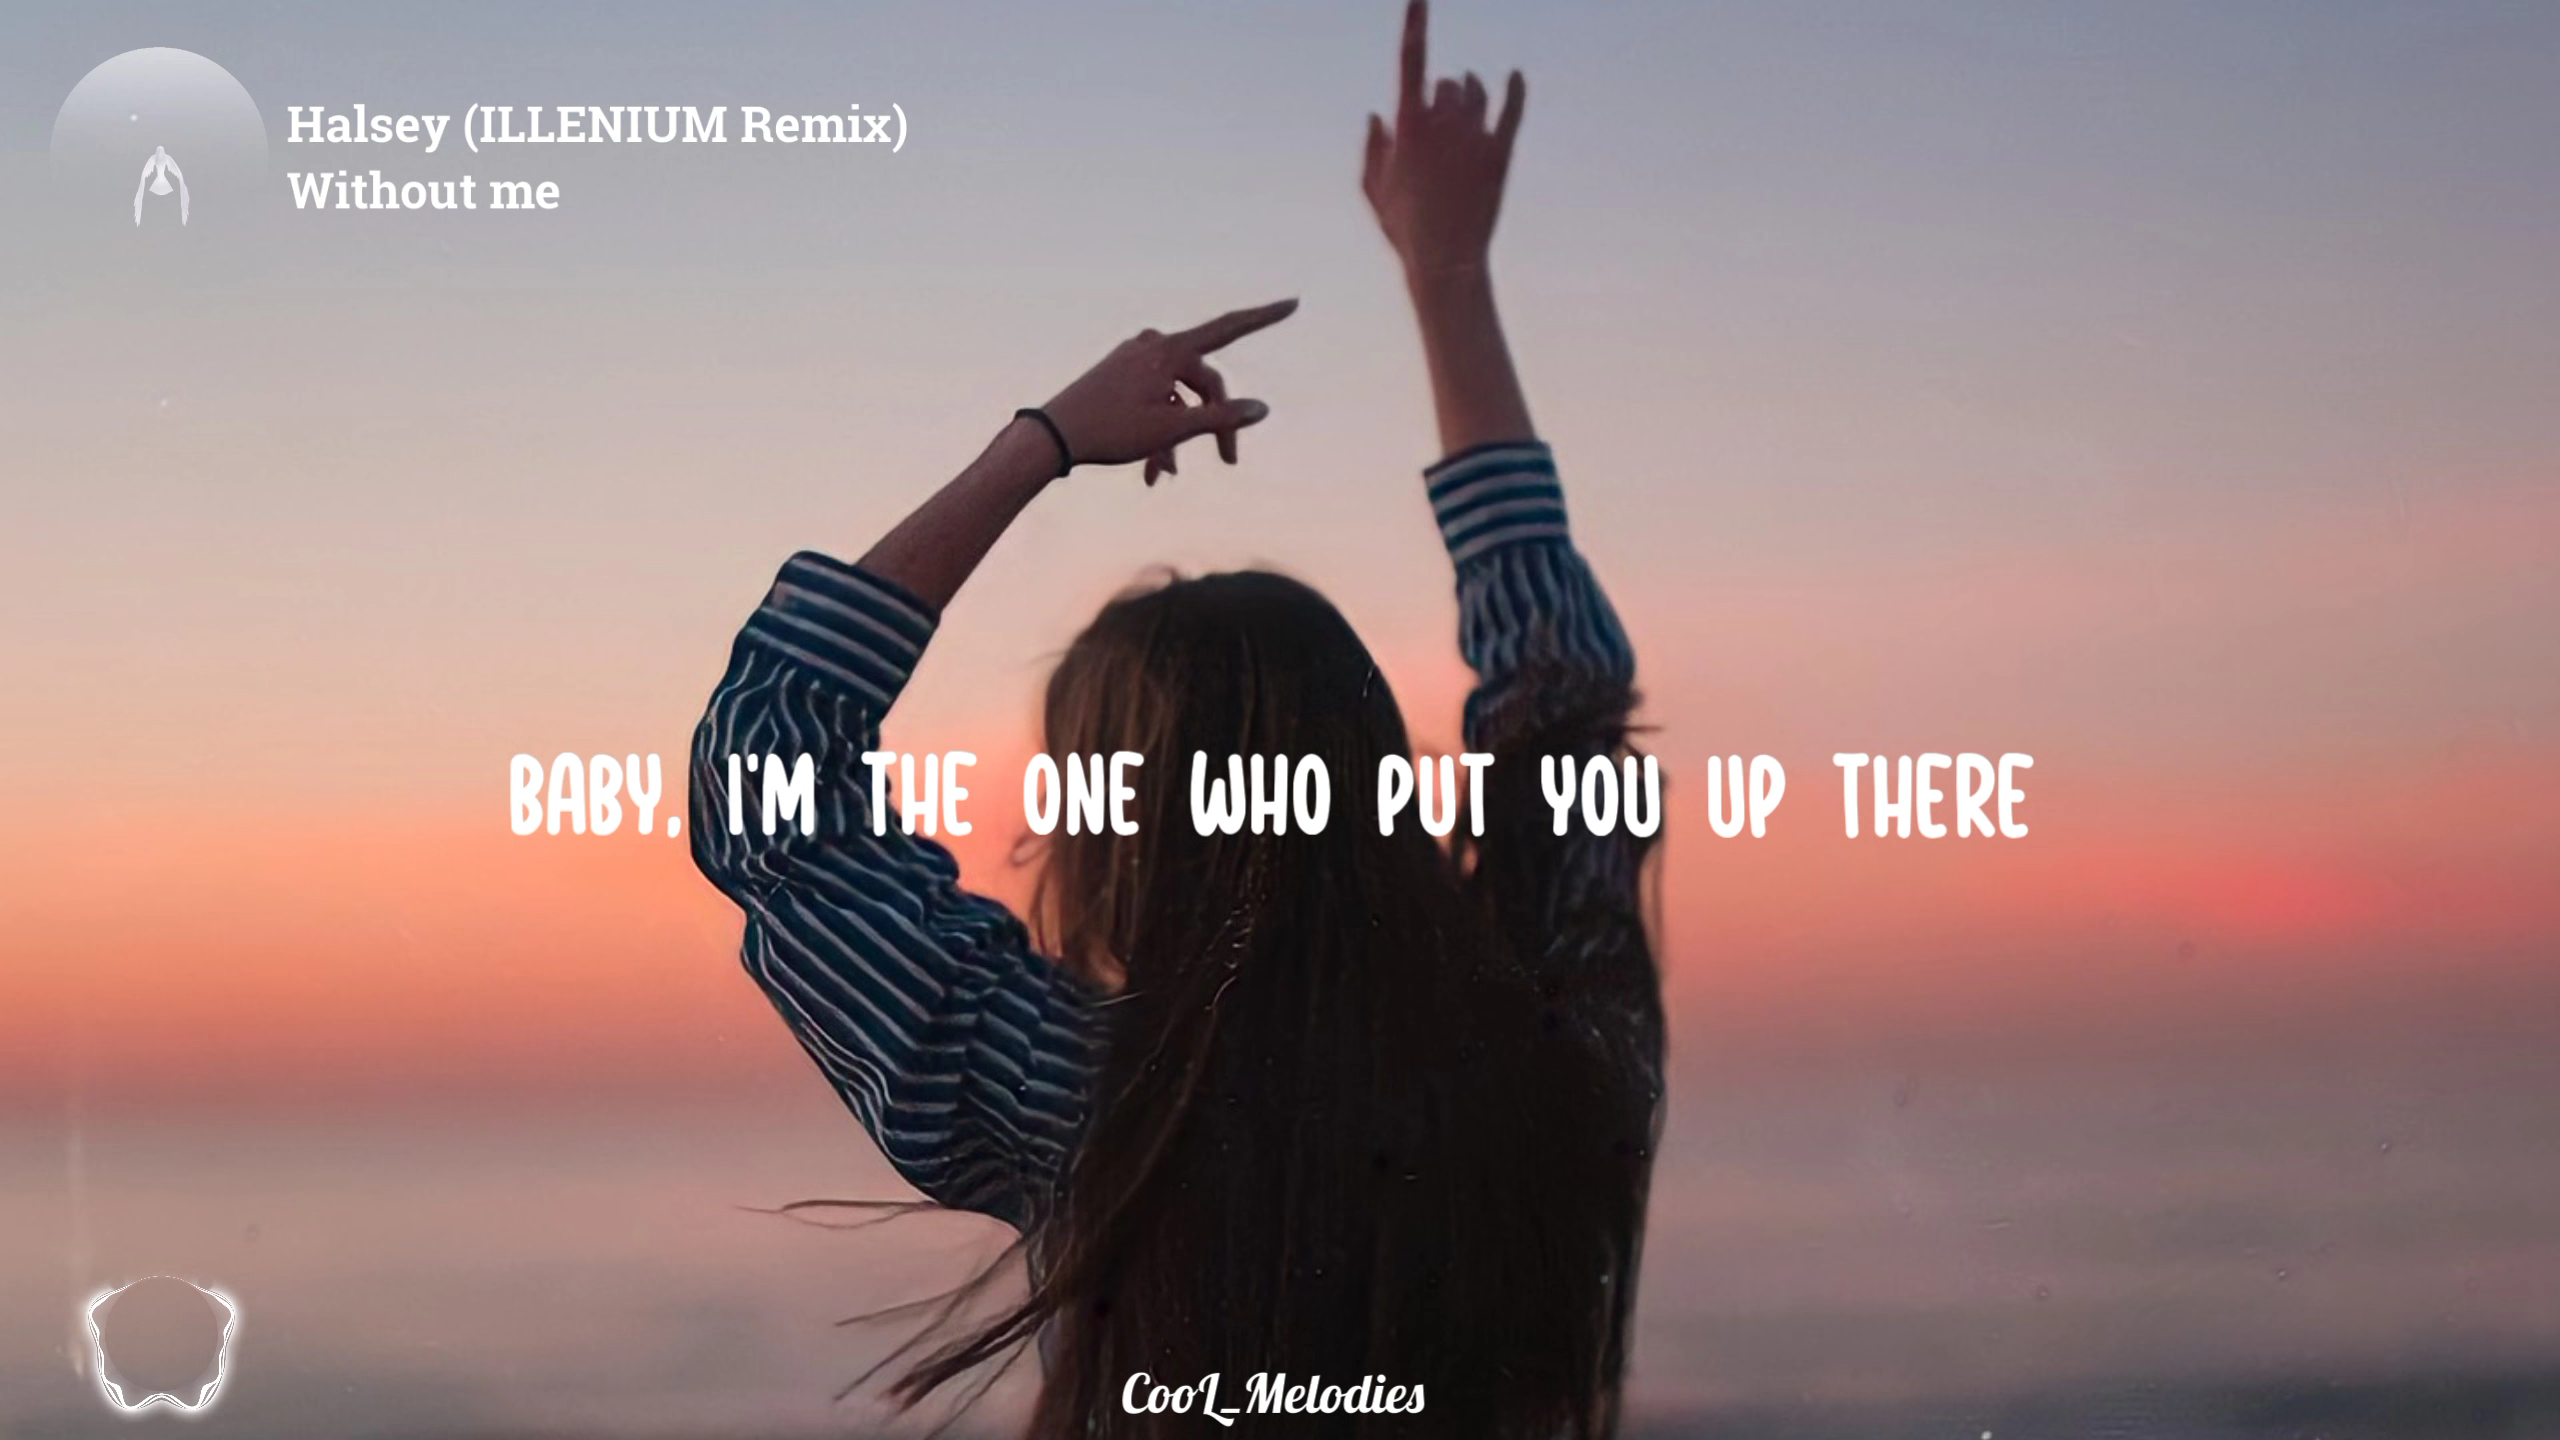 Halsey (ILLENIUM Remix)
Without me
BABY, I'M THE ONE WHO PUT YOU UP THERE
CooL_Melodies